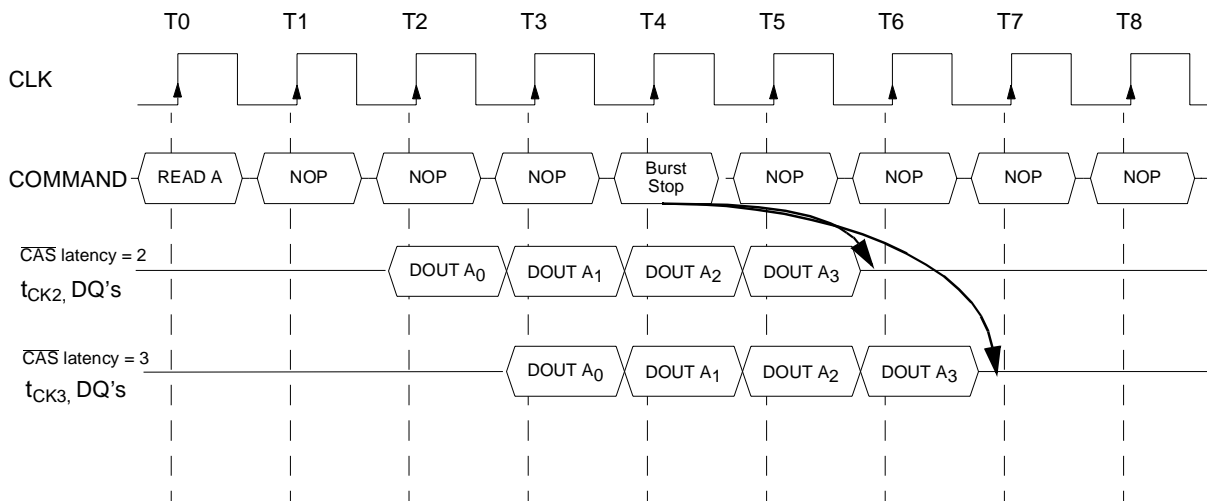 T0 T1 T2 T3 T4 T5 T6 T7 T8
CLK
COMMAND READ A NOP NOP NOP Burst Stop NOP NOP NOP NOP
CAS latency = 2
tCK2, DQ's
DOUT A0 DOUT A1 DOUT A2 DOUT A3
CAS latency = 3
tCK3, DQ's
DOUT A0 DOUT A1 DOUT A2 DOUT A3